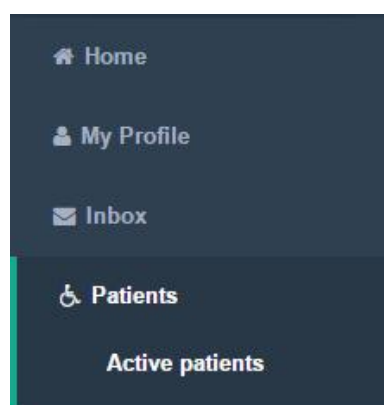 Home
My Profile
Inbox
Patients
Active patients